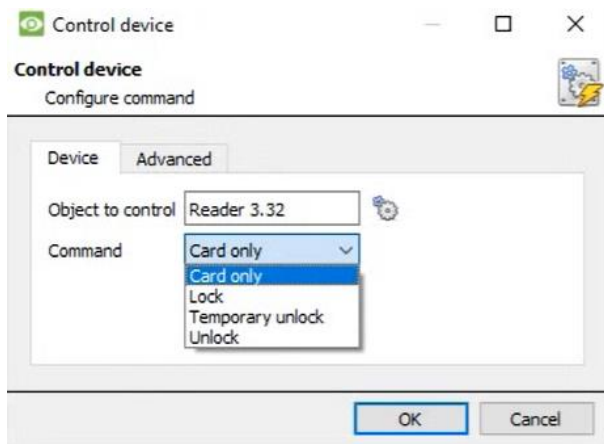 Control device
Control device
Configure command
Device Advanced
Object to control Reader 3.32
Command Card only
Card only
Lock
Temporary unlock
Unlock
OK Cancel